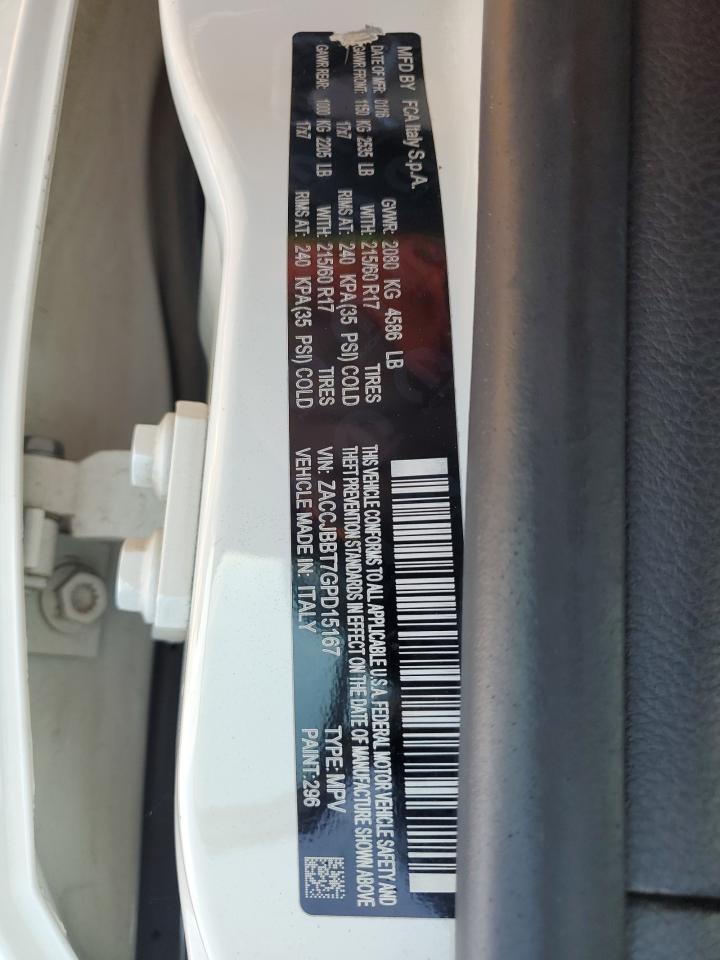 MFD BY FCA Italy S.p.A.
DATE OF MFR: 01/16 GVWR: 2080 KG 4586 LB
GAWR FRONT: 1150 KG 2535 LB WITH: 215/60 R17 TIRES
17x7 RIMS AT: 240 KPA(35 PSI) COLD
GAWR REAR: 1000 KG 2205 LB WITH: 215/60 R17 TIRES
17x7 RIMS AT: 240 KPA(35 PSI) COLD
THIS VEHICLE CONFORMS TO ALL APPLICABLE U.S.A. FEDERAL MOTOR VEHICLE SAFETY AND
THEFT PREVENTION STANDARDS IN EFFECT ON THE DATE OF MANUFACTURE SHOWN ABOVE
VIN: ZACCJBBT7GPD15167 TYPE: MPV
VEHICLE MADE IN: ITALY PAINT: 296